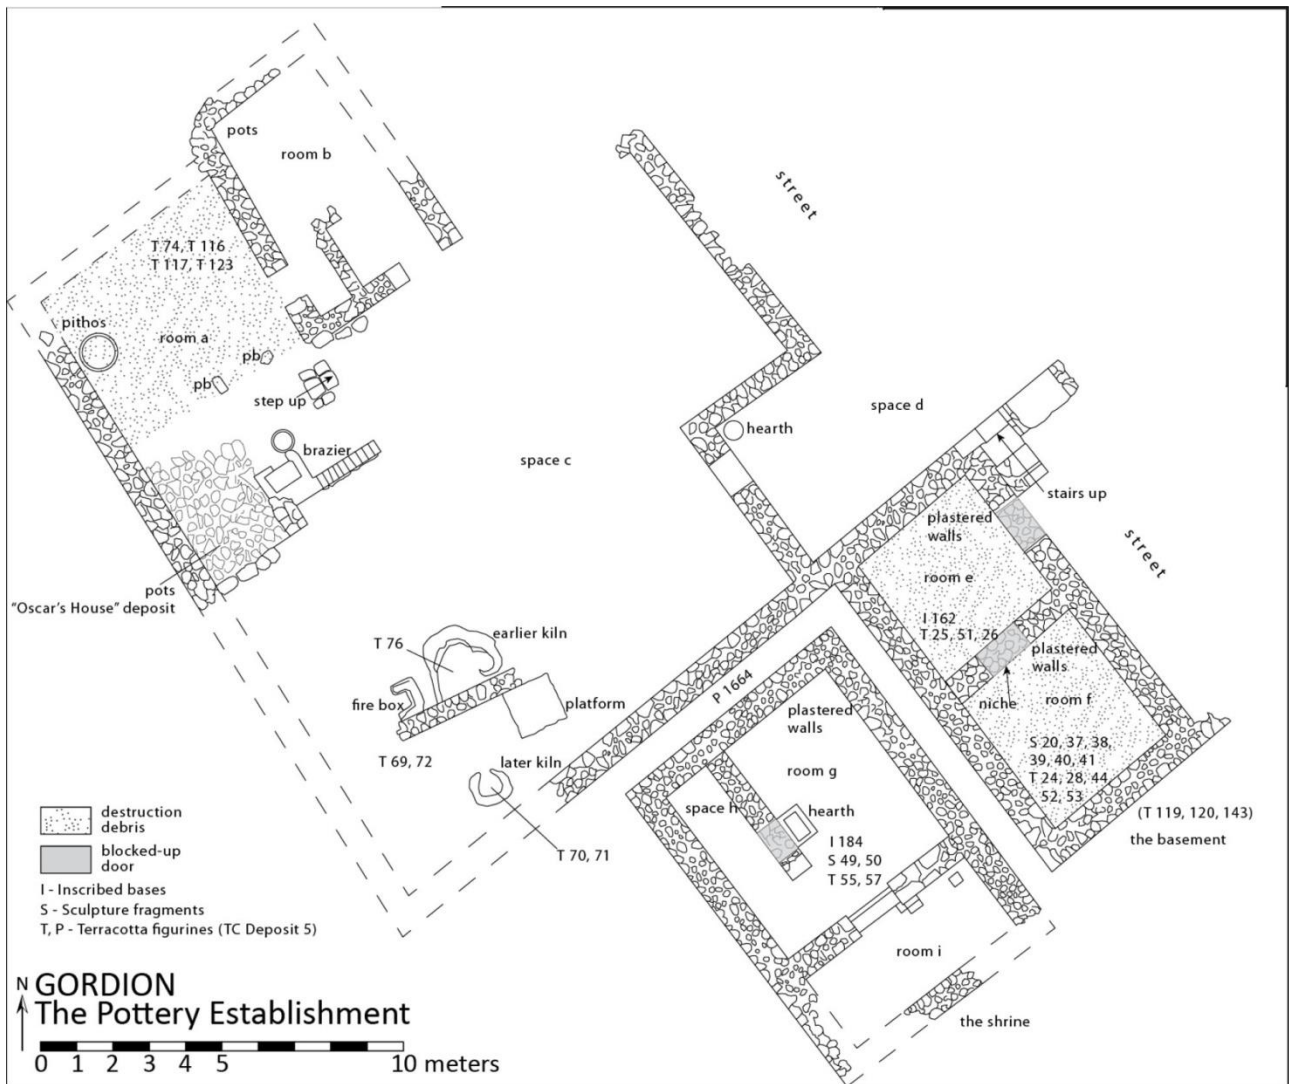 pots
room b
street
T 74, T 116
T 117, T 123
pithos
room a
pb
pb
step up
brazier
hearth
space d
space c
stairs up
plastered
walls
street
room e
pots
"Oscar's House" deposit
I 162
T 25, 51, 26
T 76
earlier kiln
plastered
walls
P 1664
fire box
platform
niche
room f
plastered
walls
S 20, 37, 38,
39, 40, 41
T 24, 28, 44,
52, 53
T 69, 72
later kiln
room g
space h
hearth
(T 119, 120, 143)
the basement
I 184
S 49, 50
T 55, 57
T 70, 71
room i
the shrine
destruction
debris
blocked-up
door
I - Inscribed bases
S - Sculpture fragments
T, P - Terracotta figurines (TC Deposit 5)
N
GORDION
The Pottery Establishment
0 1 2 3 4 5 10 meters